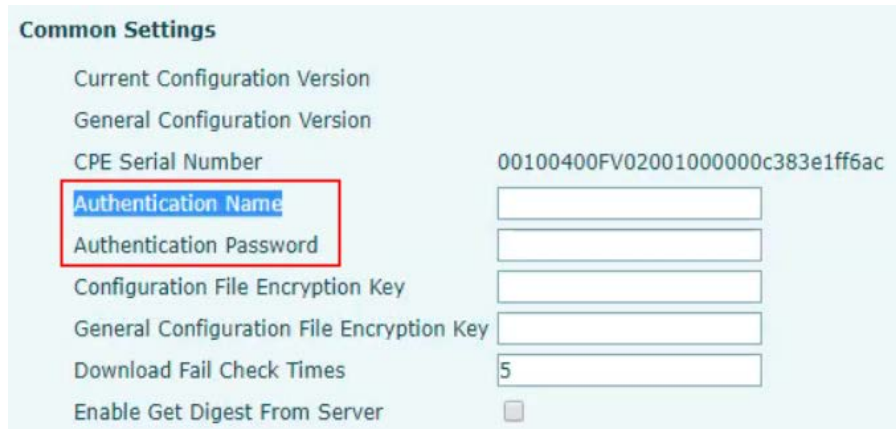 Common Settings
Current Configuration Version
General Configuration Version
CPE Serial Number 00100400FV02001000000c383e1ff6ac
Authentication Name
Authentication Password
Configuration File Encryption Key
General Configuration File Encryption Key
Download Fail Check Times 5
Enable Get Digest From Server